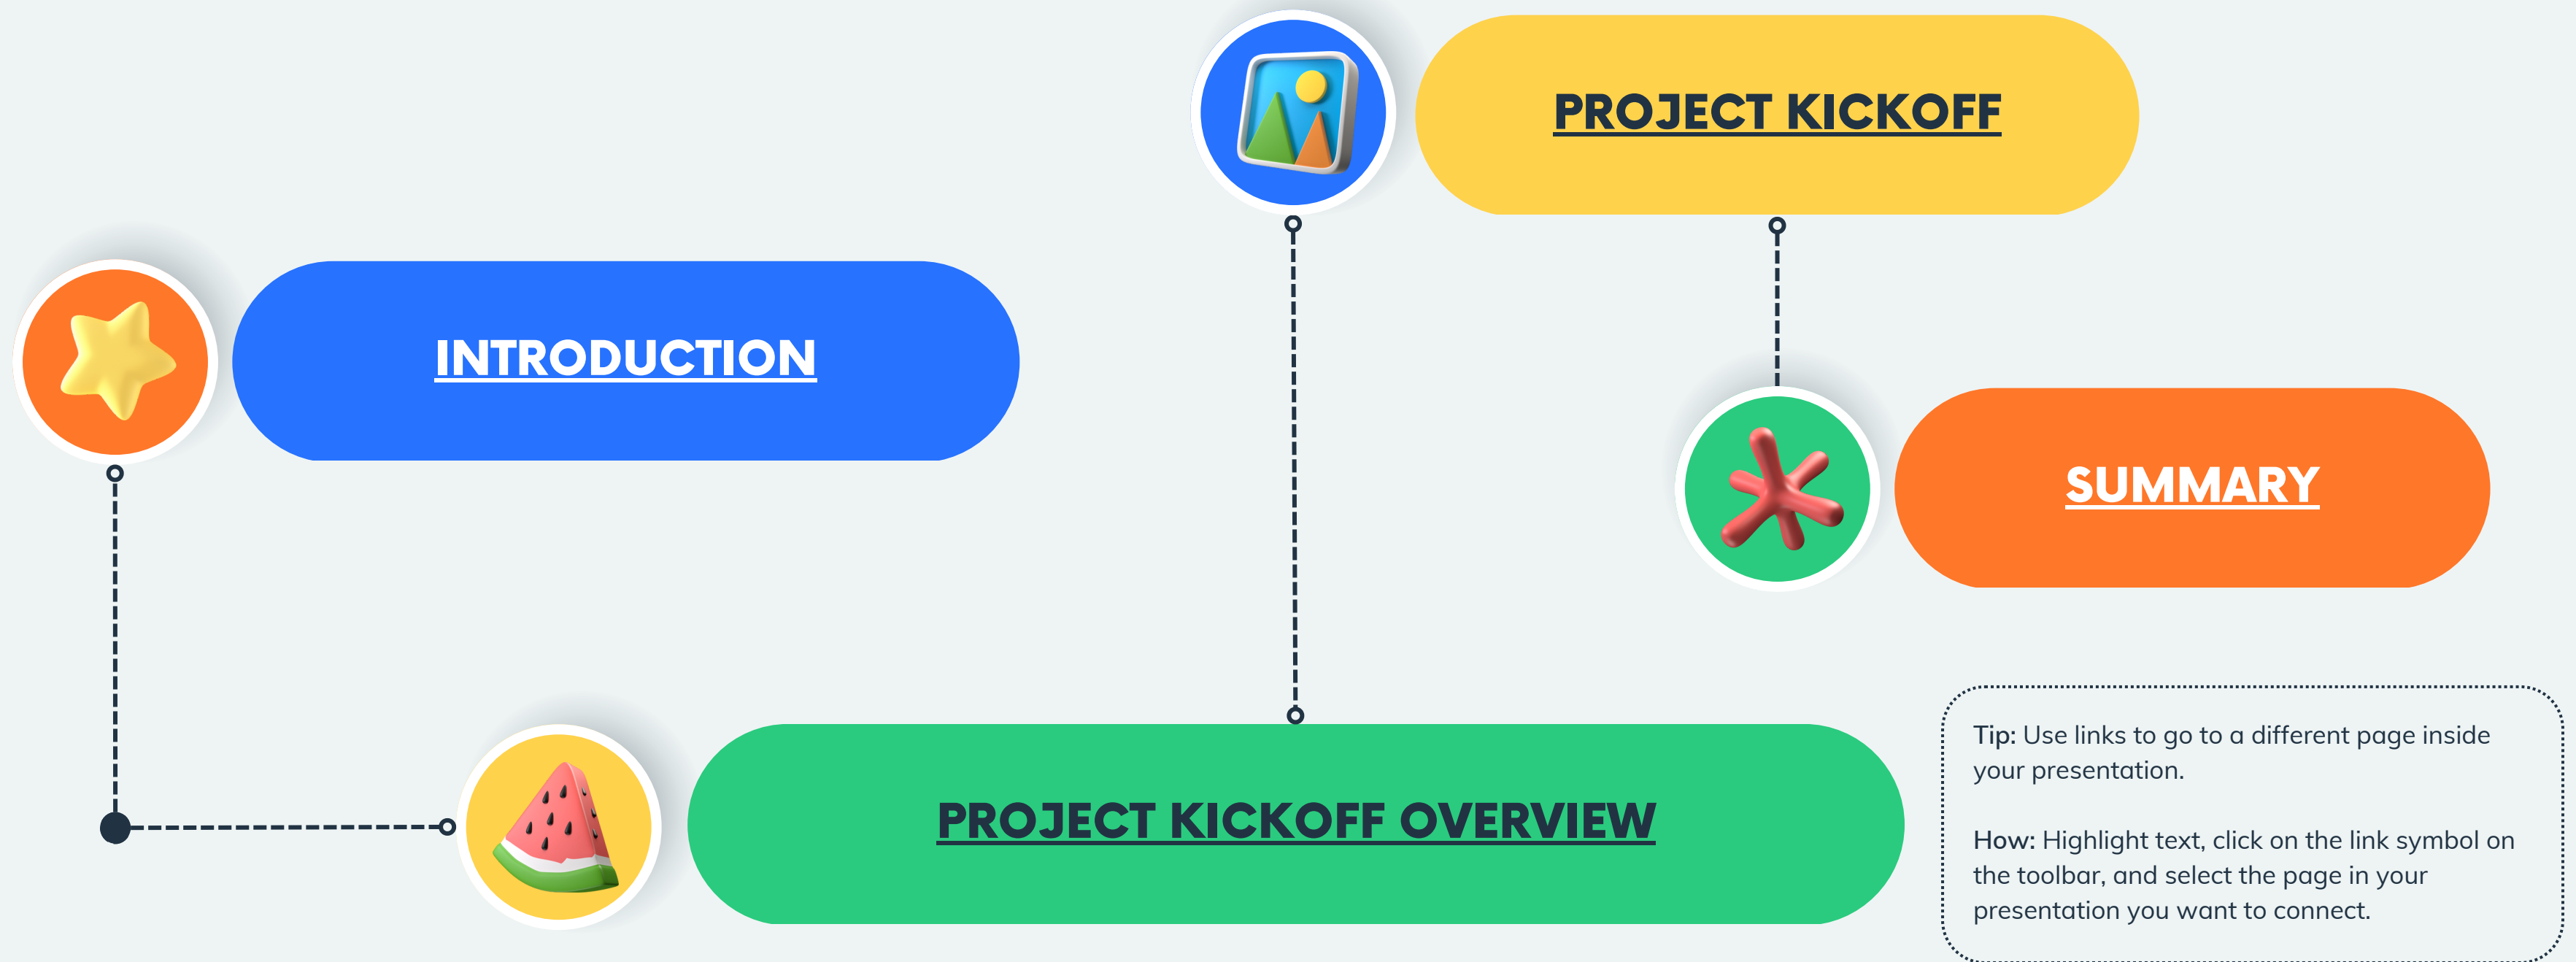 PROJECT KICKOFF
INTRODUCTION
SUMMARY
PROJECT KICKOFF OVERVIEW
Tip: Use links to go to a different page inside
your presentation.
How: Highlight text, click on the link symbol on
the toolbar, and select the page in your
presentation you want to connect.